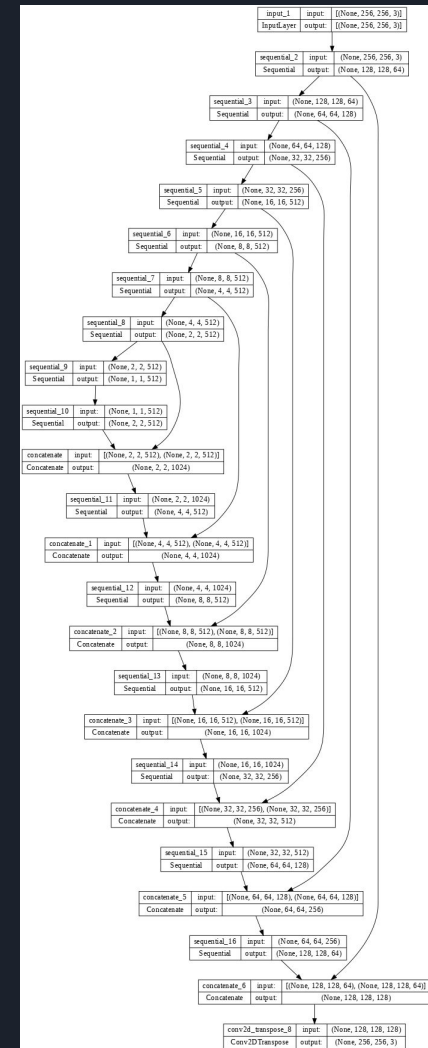 input_1 input: [(None, 256, 256, 3)]
InputLayer output: [(None, 256, 256, 3)]
sequential_2 input: (None, 256, 256, 3)
Sequential output: (None, 128, 128, 64)
sequential_3 input: (None, 128, 128, 64)
Sequential output: (None, 64, 64, 128)
sequential_4 input: (None, 64, 64, 128)
Sequential output: (None, 32, 32, 256)
sequential_5 input: (None, 32, 32, 256)
Sequential output: (None, 16, 16, 512)
sequential_6 input: (None, 16, 16, 512)
Sequential output: (None, 8, 8, 512)
sequential_7 input: (None, 8, 8, 512)
Sequential output: (None, 4, 4, 512)
sequential_8 input: (None, 4, 4, 512)
Sequential output: (None, 2, 2, 512)
sequential_9 input: (None, 2, 2, 512)
Sequential output: (None, 1, 1, 512)
sequential_10 input: (None, 1, 1, 512)
Sequential output: (None, 2, 2, 512)
concatenate input: [(None, 2, 2, 512), (None, 2, 2, 512)]
Concatenate output: (None, 2, 2, 1024)
sequential_11 input: (None, 2, 2, 1024)
Sequential output: (None, 4, 4, 512)
concatenate_1 input: [(None, 4, 4, 512), (None, 4, 4, 512)]
Concatenate output: (None, 4, 4, 1024)
sequential_12 input: (None, 4, 4, 1024)
Sequential output: (None, 8, 8, 512)
concatenate_2 input: [(None, 8, 8, 512), (None, 8, 8, 512)]
Concatenate output: (None, 8, 8, 1024)
sequential_13 input: (None, 8, 8, 1024)
Sequential output: (None, 16, 16, 512)
concatenate_3 input: [(None, 16, 16, 512), (None, 16, 16, 512)]
Concatenate output: (None, 16, 16, 1024)
sequential_14 input: (None, 16, 16, 1024)
Sequential output: (None, 32, 32, 256)
concatenate_4 input: [(None, 32, 32, 256), (None, 32, 32, 256)]
Concatenate output: (None, 32, 32, 512)
sequential_15 input: (None, 32, 32, 512)
Sequential output: (None, 64, 64, 128)
concatenate_5 input: [(None, 64, 64, 128), (None, 64, 64, 128)]
Concatenate output: (None, 64, 64, 256)
sequential_16 input: (None, 64, 64, 256)
Sequential output: (None, 128, 128, 64)
concatenate_6 input: [(None, 128, 128, 64), (None, 128, 128, 64)]
Concatenate output: (None, 128, 128, 128)
conv2d_transpose_8 input: (None, 128, 128, 128)
Conv2DTranspose output: (None, 256, 256, 3)